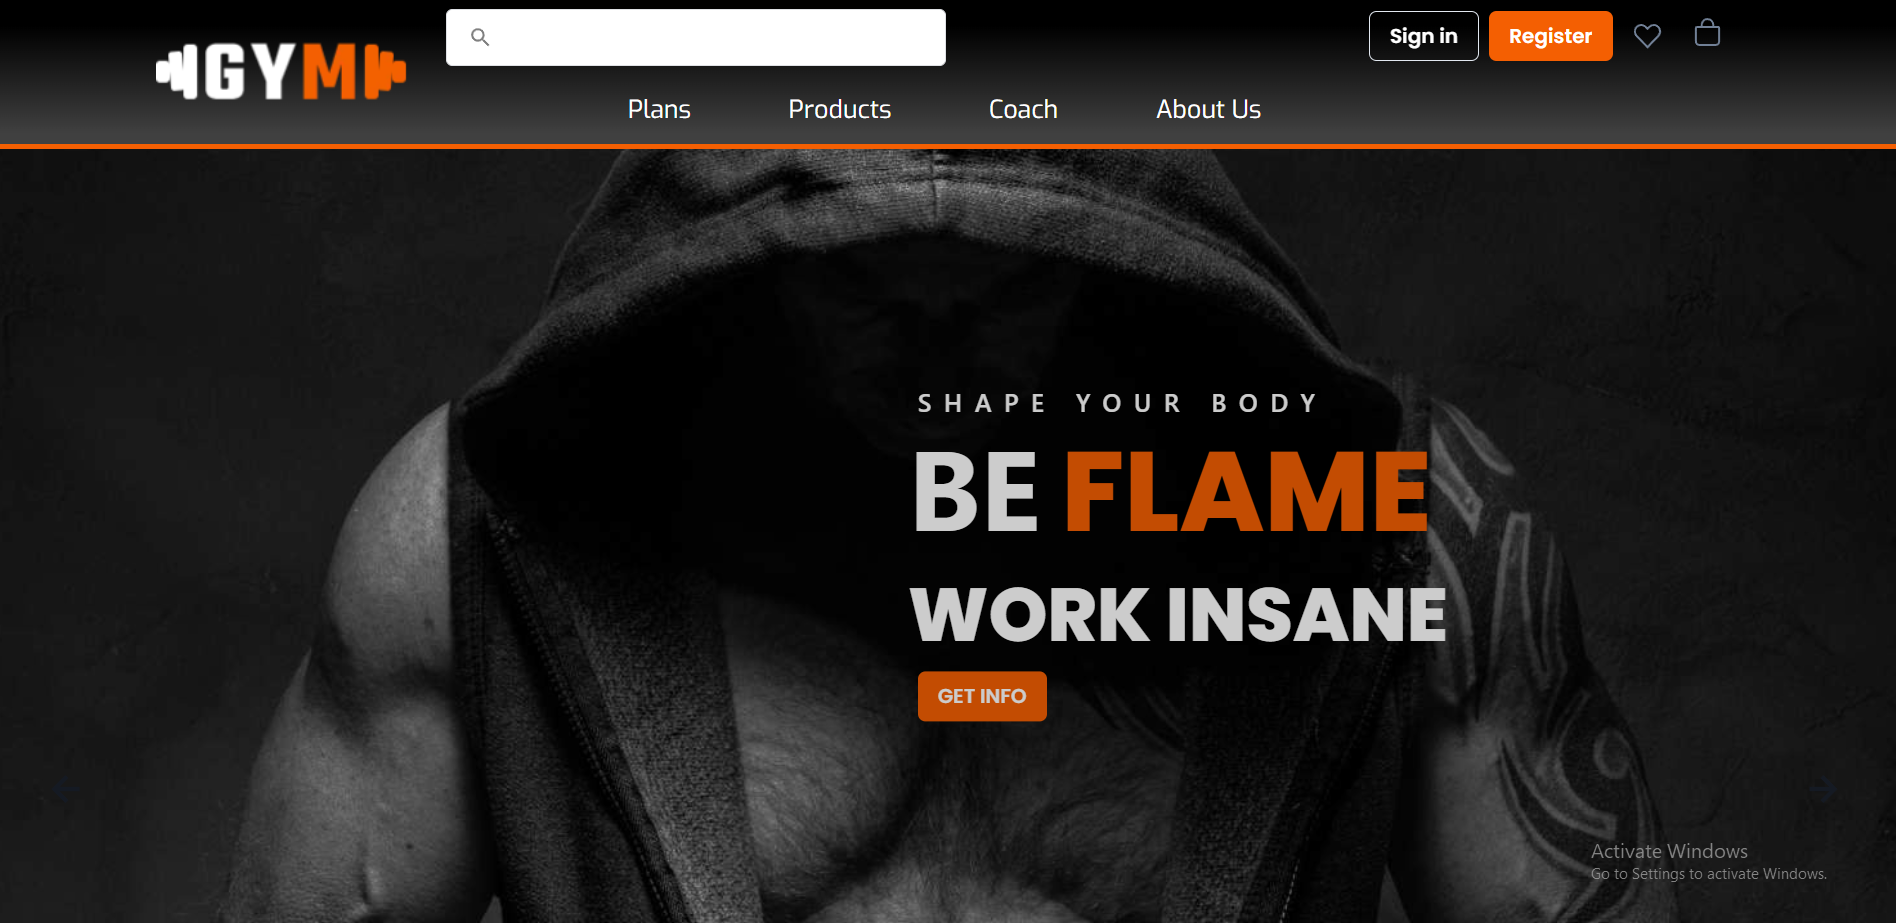 GYM
Sign in
Register
Plans
Products
Coach
About Us
SHAPE YOUR BODY
BE FLAME
WORK INSANE
GET INFO
Activate Windows
Go to Settings to activate Windows.